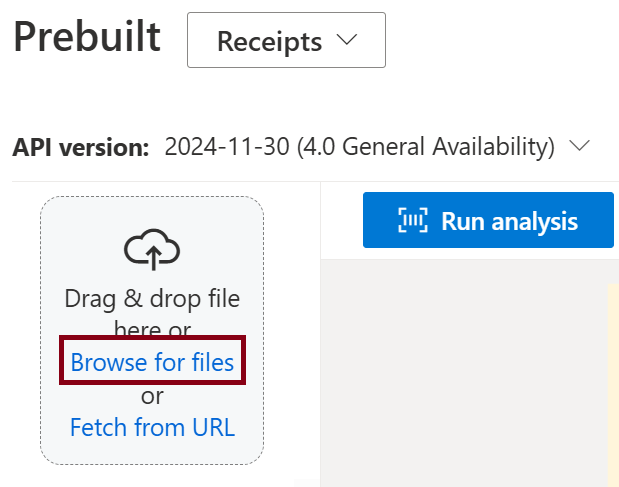 Prebuilt
Receipts
API version: 2024-11-30 (4.0 General Availability)
Run analysis
Drag & drop file
here or
Browse for files
or
Fetch from URL